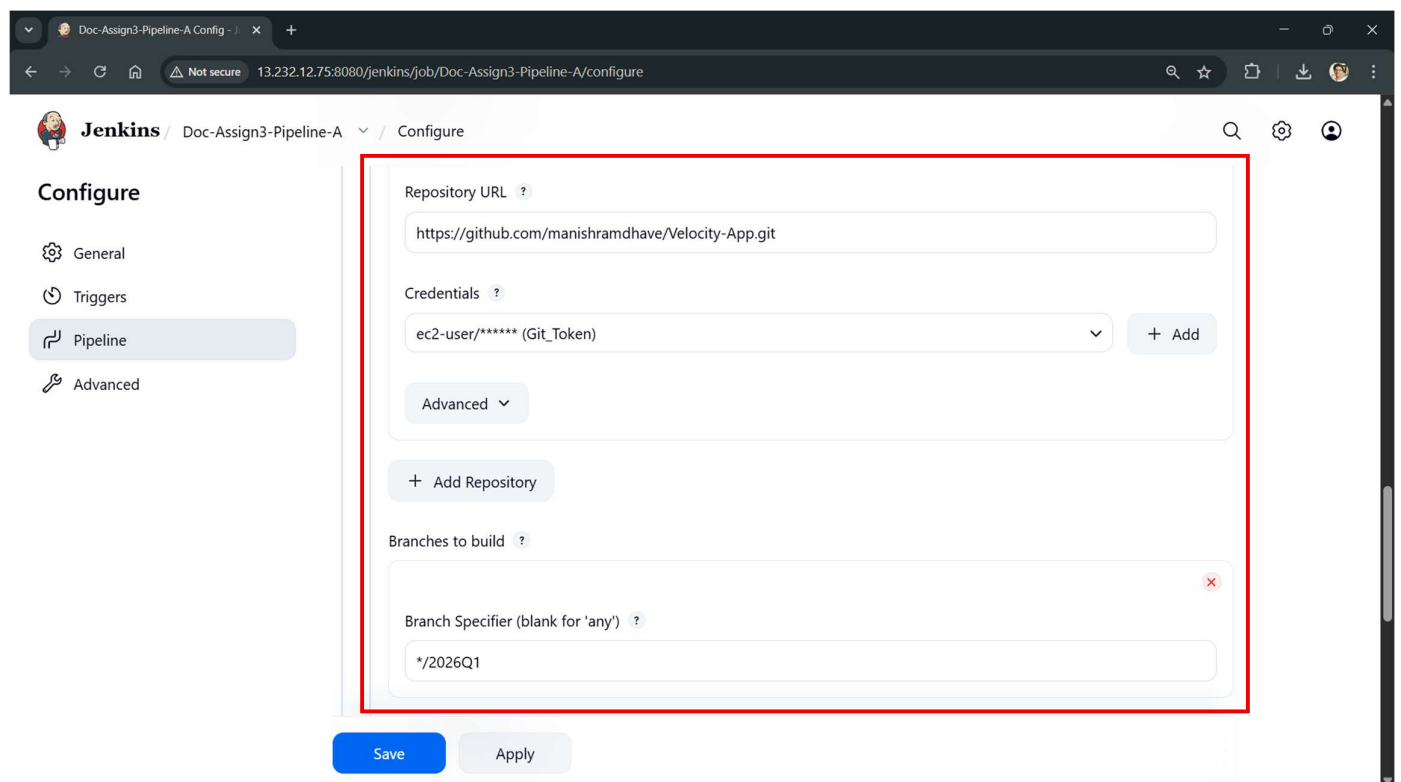 Doc-Assign3-Pipeline-A Config - J
Not secure 13.232.12.75:8080/jenkins/job/Doc-Assign3-Pipeline-A/configure
Jenkins / Doc-Assign3-Pipeline-A / Configure
Configure
General
Triggers
Pipeline
Advanced
Repository URL ?
https://github.com/manishramdhave/Velocity-App.git
Credentials ?
ec2-user/****** (Git_Token)
+ Add
Advanced
+ Add Repository
Branches to build ?
Branch Specifier (blank for 'any') ?
*/2026Q1
Save
Apply